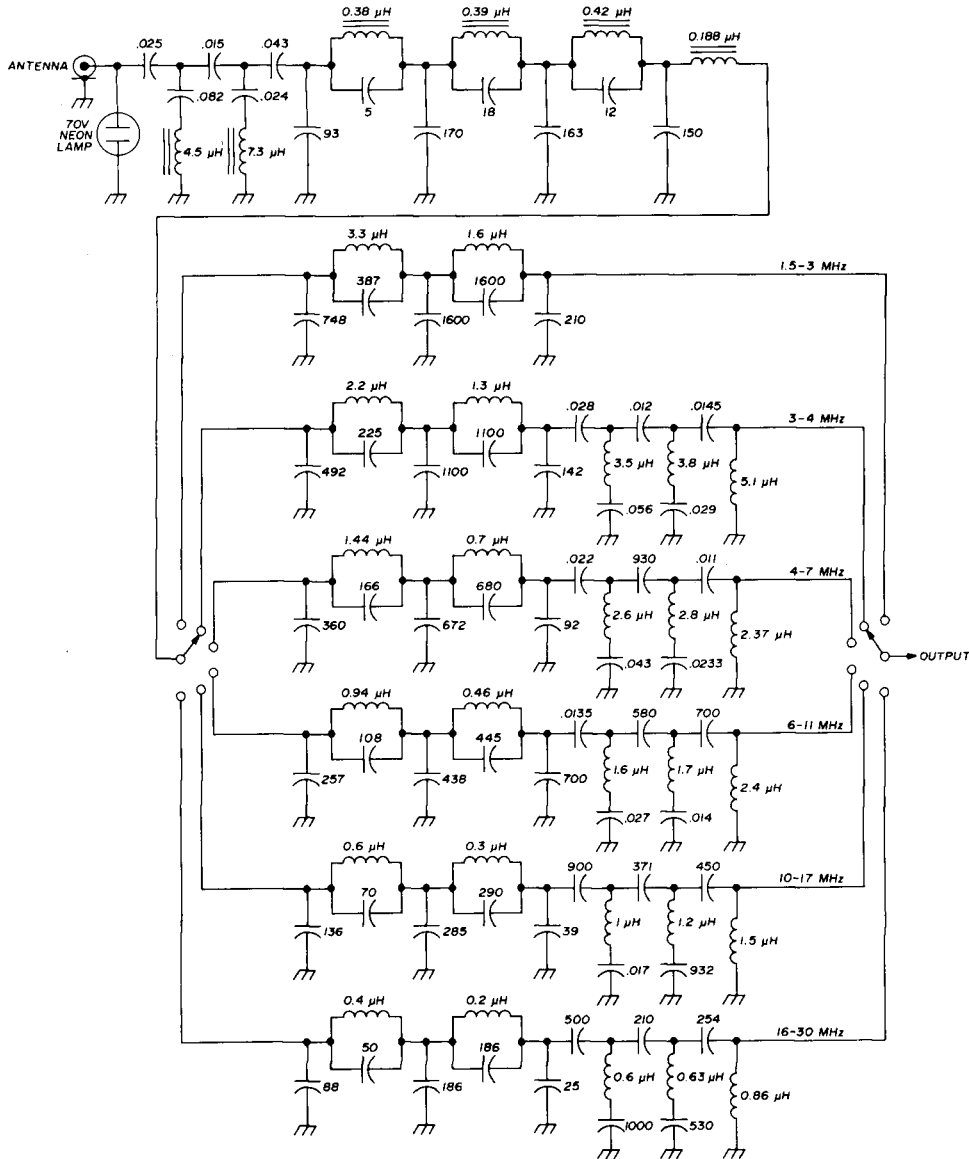 0.38 µH
0.39 µH
0.42 µH
0.188 µH
.025
.015
.043
ANTENNA
.082
.024
5
18
12
70V
NEON
LAMP
4.5 µH
7.3 µH
93
170
163
150
3.3 µH
1.6 µH
1.5-3 MHz
387
1600
748
1600
210
2.2 µH
1.3 µH
.028
.012
.0145
3-4 MHz
225
1100
492
1100
142
3.5 µH
3.8 µH
5.1 µH
.056
.029
1.44 µH
0.7 µH
.022
930
.011
4-7 MHz
166
680
360
672
92
2.6 µH
2.8 µH
2.37 µH
.043
.0233
OUTPUT
0.94 µH
0.46 µH
.0135
580
700
6-11 MHz
108
445
257
438
700
1.6 µH
1.7 µH
2.4 µH
.027
.014
0.6 µH
0.3 µH
900
371
450
10-17 MHz
70
290
136
285
39
1 µH
1.2 µH
1.5 µH
.017
932
0.4 µH
0.2 µH
500
210
254
16-30 MHz
50
186
88
186
25
0.6 µH
0.63 µH
0.86 µH
1000
530